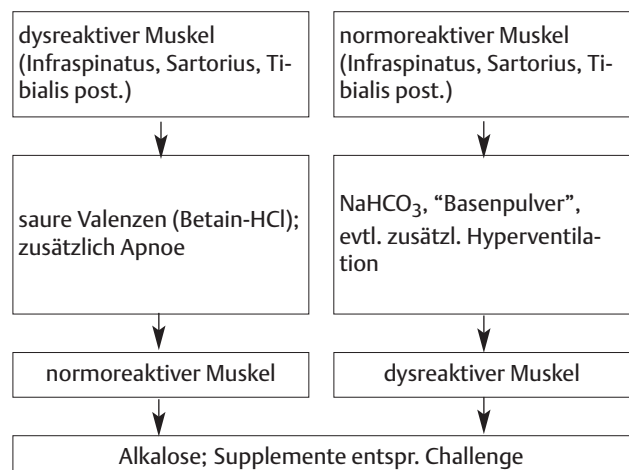 dysreaktiver Muskel
(Infraspinatus, Sartorius, Ti-
bialis post.)
normoreaktiver Muskel
(Infraspinatus, Sartorius, Ti-
bialis post.)
saure Valenzen (Betain-HCl);
zusätzlich Apnoe
NaHCO₃, “Basenpulver”,
evtl. zusätzl. Hyperventila-
tion
normoreaktiver Muskel
dysreaktiver Muskel
Alkalose; Supplemente entspr. Challenge